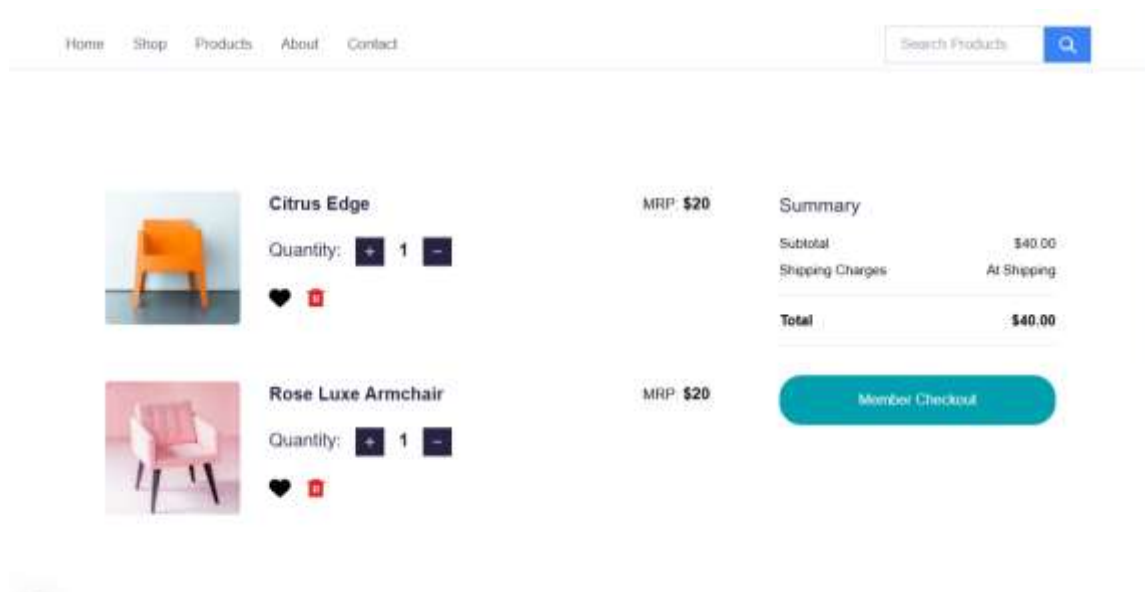 Home Shop Products About Contact
Search Products
Citrus Edge
MRP: $20
Quantity: + 1 −
Rose Luxe Armchair
MRP: $20
Quantity: + 1 −
Summary
Subtotal $40.00
Shipping Charges At Shipping
Total $40.00
Member Checkout